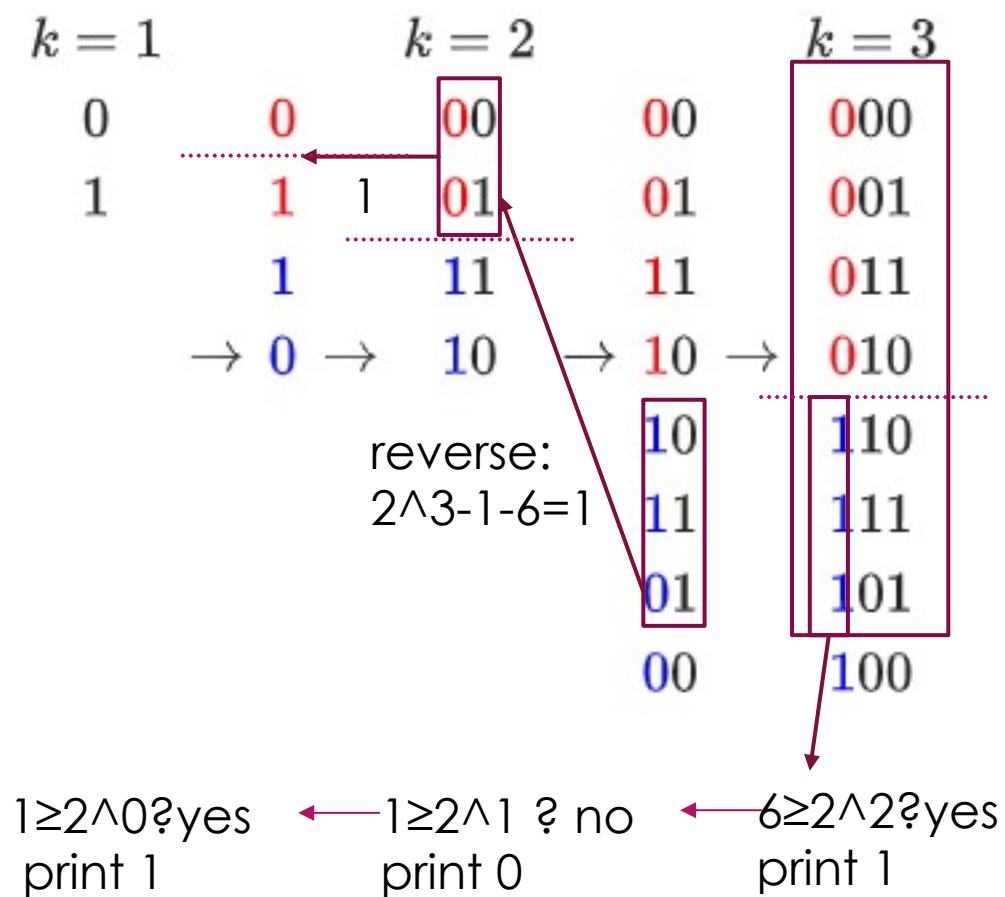 k = 1 k = 2 k = 3
0 0 00 00 000
1 1 1 01 01 001
1 11 11 011
→ 0 → 10 → 10 → 010
10 110
reverse:
2^3-1-6=1 11 111
01 101
00 100
1≥2^0?yes 1≥2^1 ? no 6≥2^2?yes
print 1 print 0 print 1